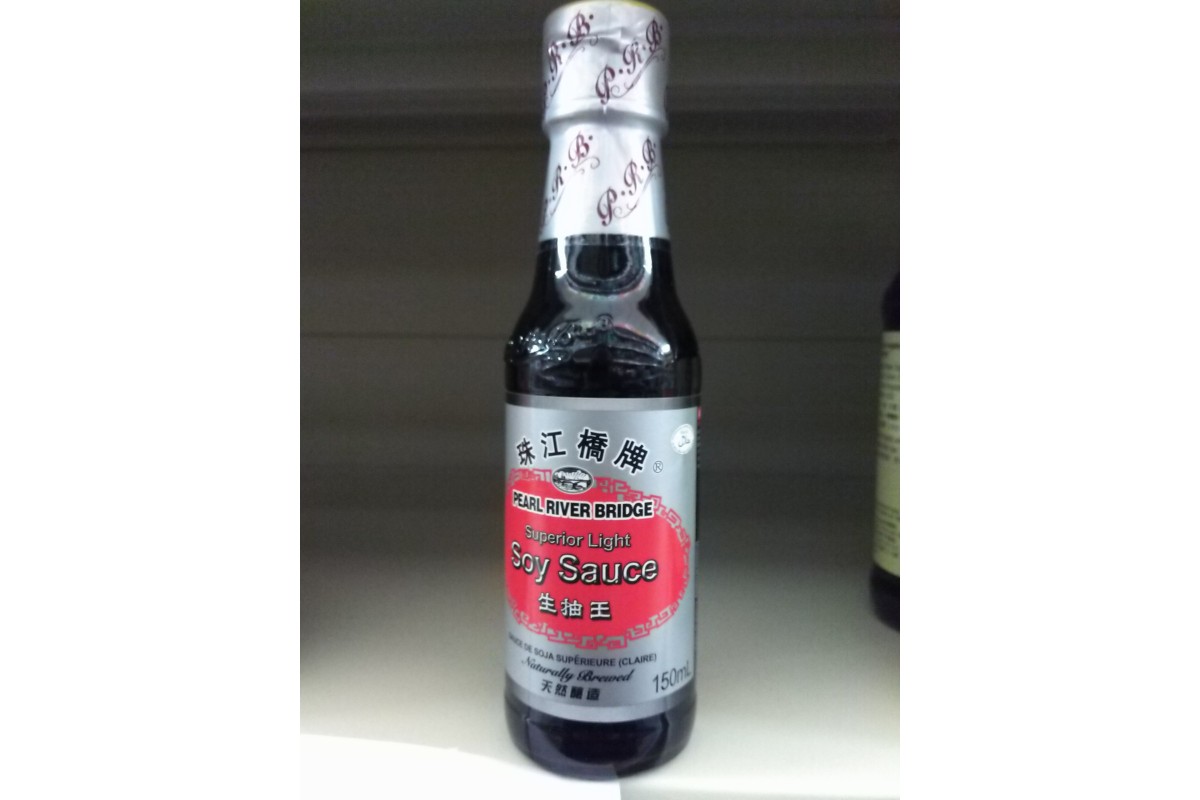 P.R.B.
P.R.B.
P.R.B.
P.R.B.
珠江橋牌®
PEARL RIVER BRIDGE
Superior Light
Soy Sauce
生抽王
SAUCE DE SOJA SUPÉRIEURE (CLAIRE)
Naturally Brewed
天然釀造
150mL